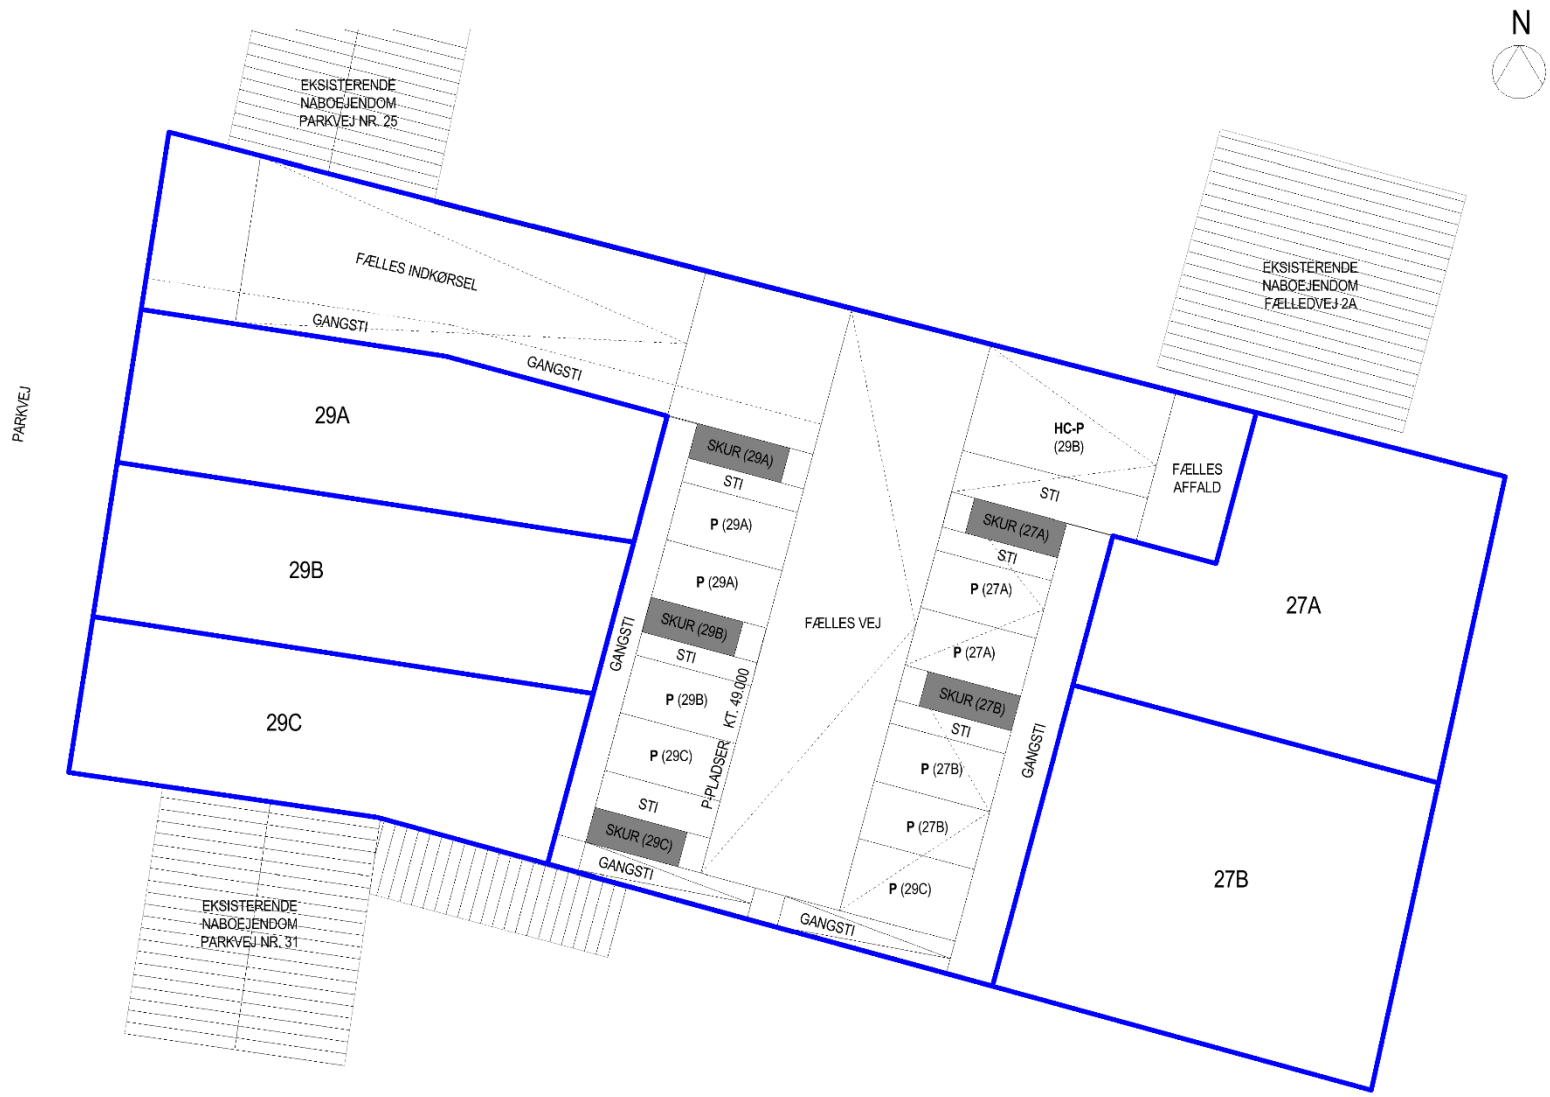 N
EKSISTERENDE
NABOEJENDOM
PARKVEJ NR. 25
EKSISTERENDE
NABOEJENDOM
FÆLLEDVEJ 2A
FÆLLES INDKØRSEL
GANGSTI
GANGSTI
PARKVEJ
29A
29B
29C
GANGSTI
SKUR (29A)
STI
P (29A)
P (29A)
SKUR (29B)
STI
P (29B)
P (29C)
STI
SKUR (29C)
GANGSTI
P-PLADSER KT. 49.000
FÆLLES VEJ
HC-P
(29B)
STI
FÆLLES
AFFALD
SKUR (27A)
STI
P (27A)
P (27A)
SKUR (27B)
STI
P (27B)
P (27B)
P (29C)
GANGSTI
GANGSTI
27A
27B
EKSISTERENDE
NABOEJENDOM
PARKVEJ NR. 31